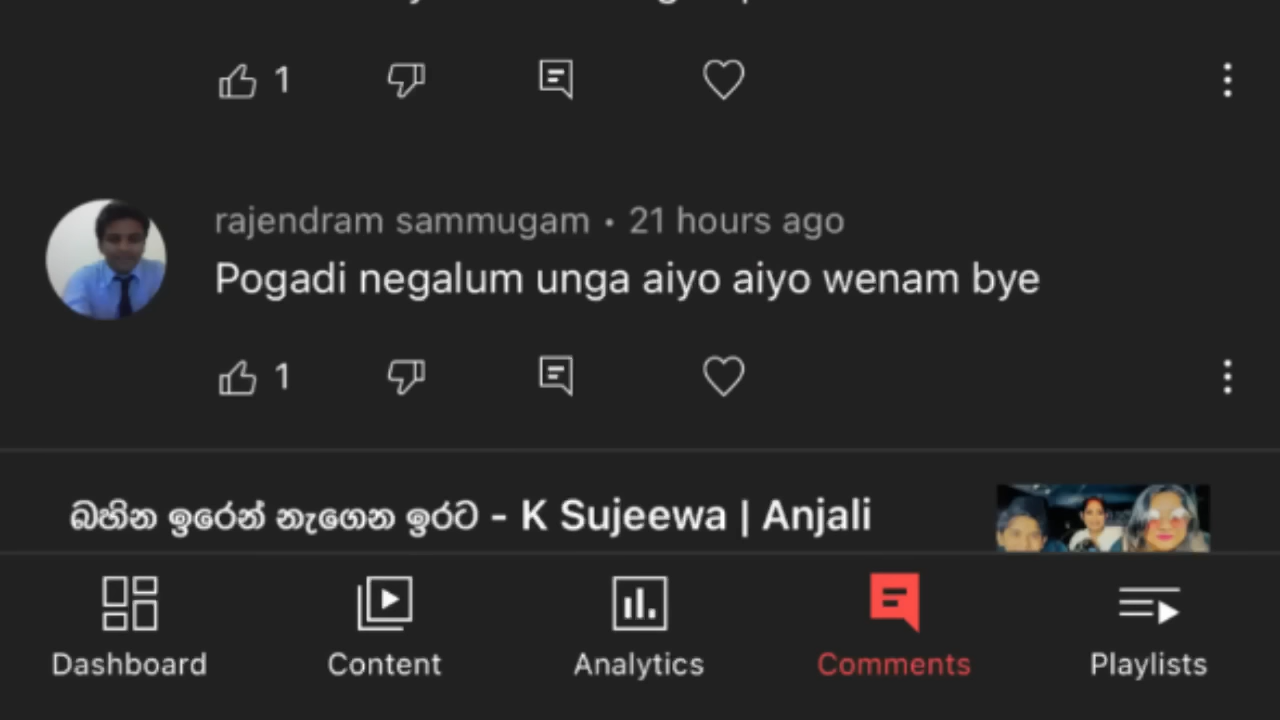 1
rajendram sammugam • 21 hours ago
Pogadi negalum unga aiyo aiyo wenam bye
1
බහින ඉරෙන් නැගෙන ඉරට - K Sujeewa | Anjali
Dashboard
Content
Analytics
Comments
Playlists